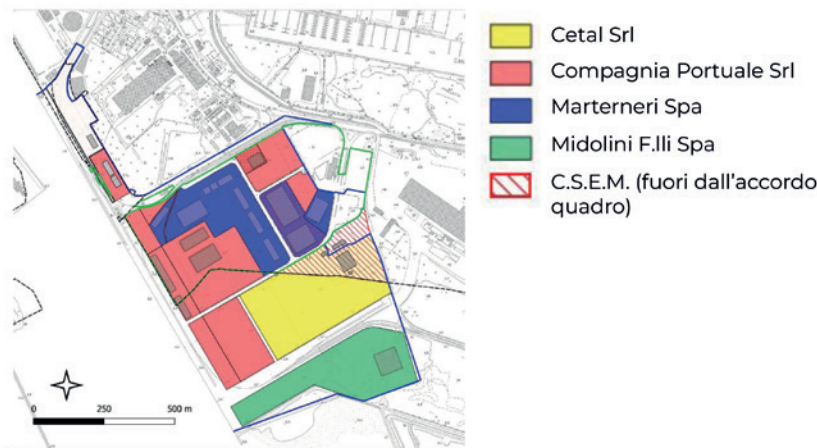 Cetal Srl
Compagnia Portuale Srl
Marterneri Spa
Midolini F.lli Spa
C.S.E.M. (fuori dall'accordo
quadro)
0 250 500 m